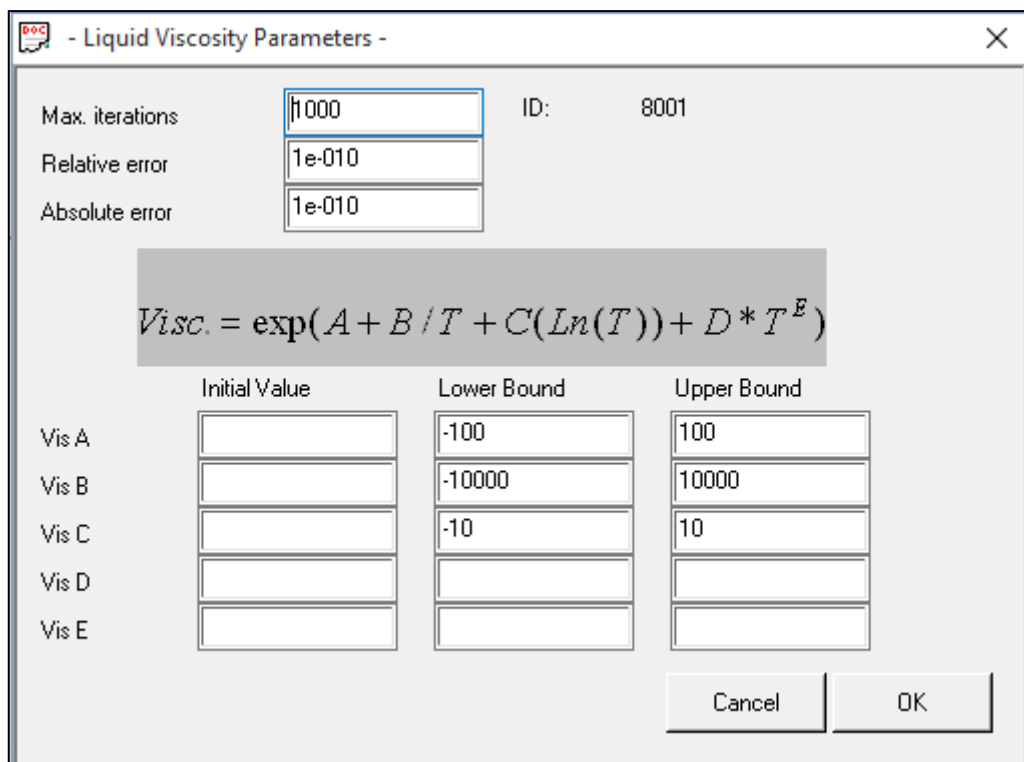 DOC
- Liquid Viscosity Parameters -
Max. iterations 1000 ID: 8001
Relative error 1e-010
Absolute error 1e-010
Visc. = exp(A + B / T + C(Ln(T)) + D * T^E)
Initial Value Lower Bound Upper Bound
Vis A -100 100
Vis B -10000 10000
Vis C -10 10
Vis D
Vis E
Cancel OK